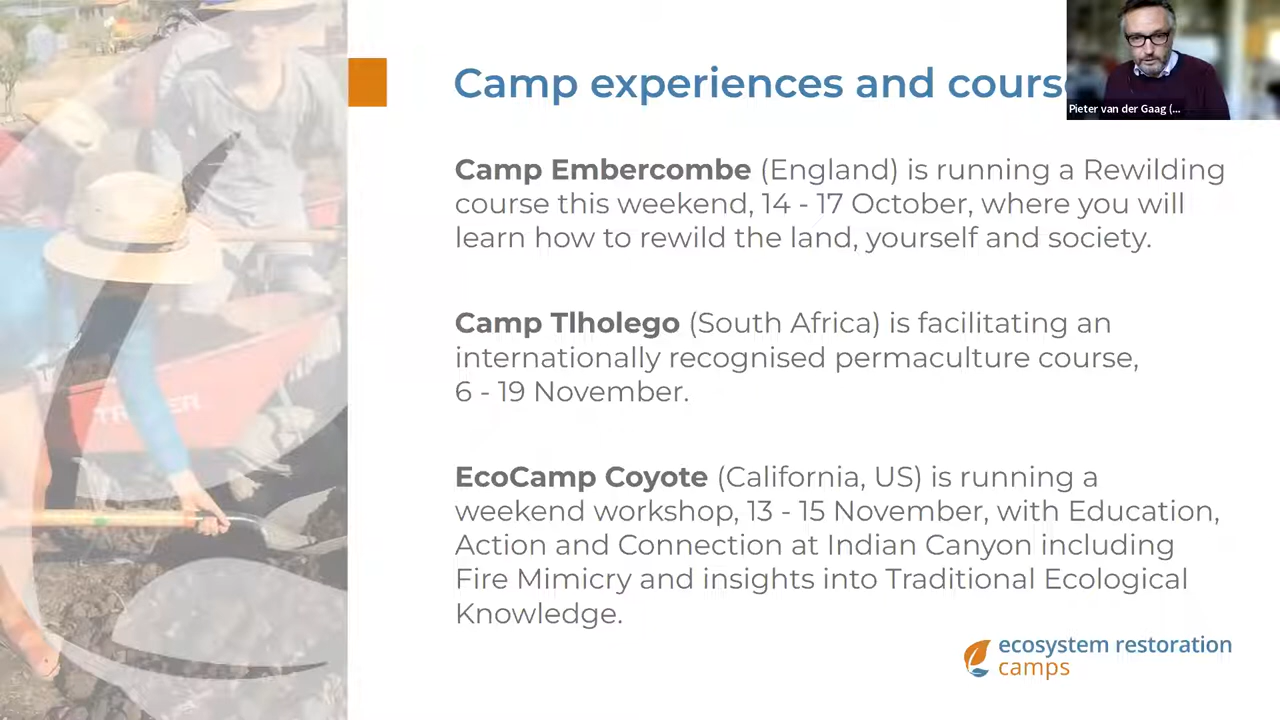 Camp experiences and cours
Pieter van der Gaag (...
Camp Embercombe (England) is running a Rewilding
course this weekend, 14 - 17 October, where you will
learn how to rewild the land, yourself and society.
Camp Tlholego (South Africa) is facilitating an
internationally recognised permaculture course,
6 - 19 November.
EcoCamp Coyote (California, US) is running a
weekend workshop, 13 - 15 November, with Education,
Action and Connection at Indian Canyon including
Fire Mimicry and insights into Traditional Ecological
Knowledge.
ecosystem restoration
camps